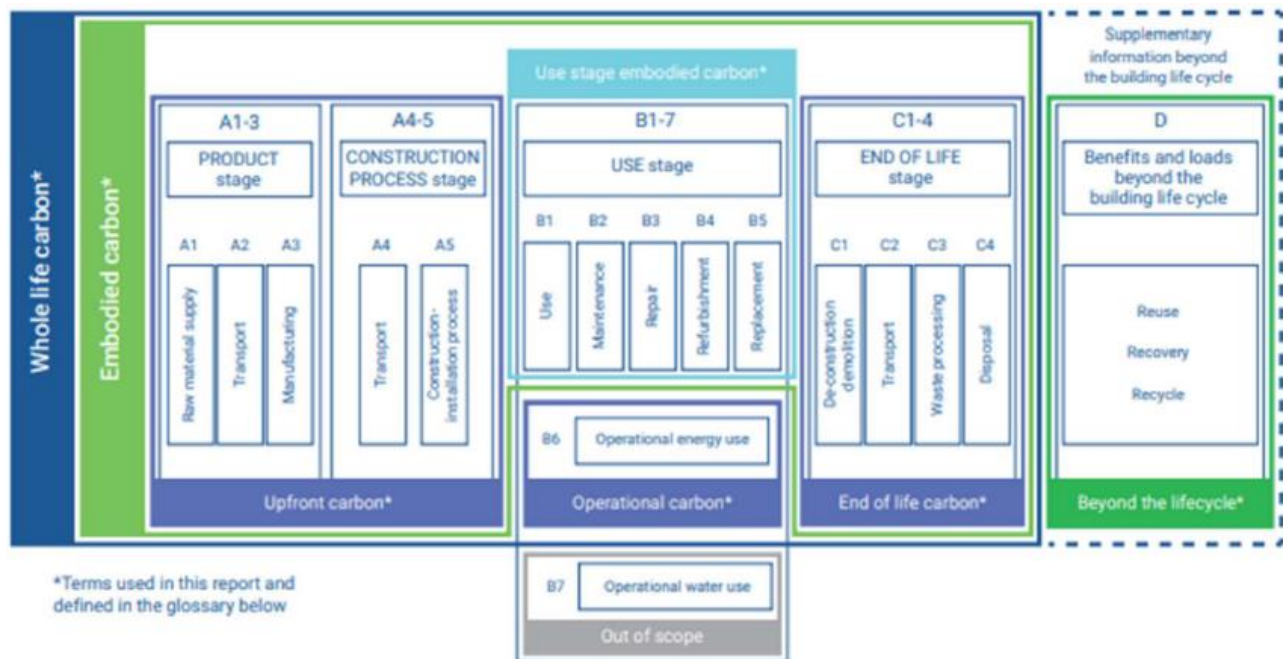 Whole life carbon*
Embodied carbon*
Supplementary
information beyond
the building life cycle
Use stage embodied carbon*
A1-3
PRODUCT
stage
A4-5
CONSTRUCTION
PROCESS stage
B1-7
USE stage
C1-4
END OF LIFE
stage
D
Benefits and loads
beyond the
building life cycle
A1
A2
A3
A4
A5
B1
B2
B3
B4
B5
C1
C2
C3
C4
Raw material supply
Transport
Manufacturing
Transport
Construction-
installation process
Use
Maintenance
Repair
Refurbishment
Replacement
De-construction
demolition
Transport
Waste processing
Disposal
Reuse
Recovery
Recycle
B6
Operational energy use
Upfront carbon*
Operational carbon*
End of life carbon*
Beyond the lifecycle*
B7
Operational water use
Out of scope
*Terms used in this report and
defined in the glossary below